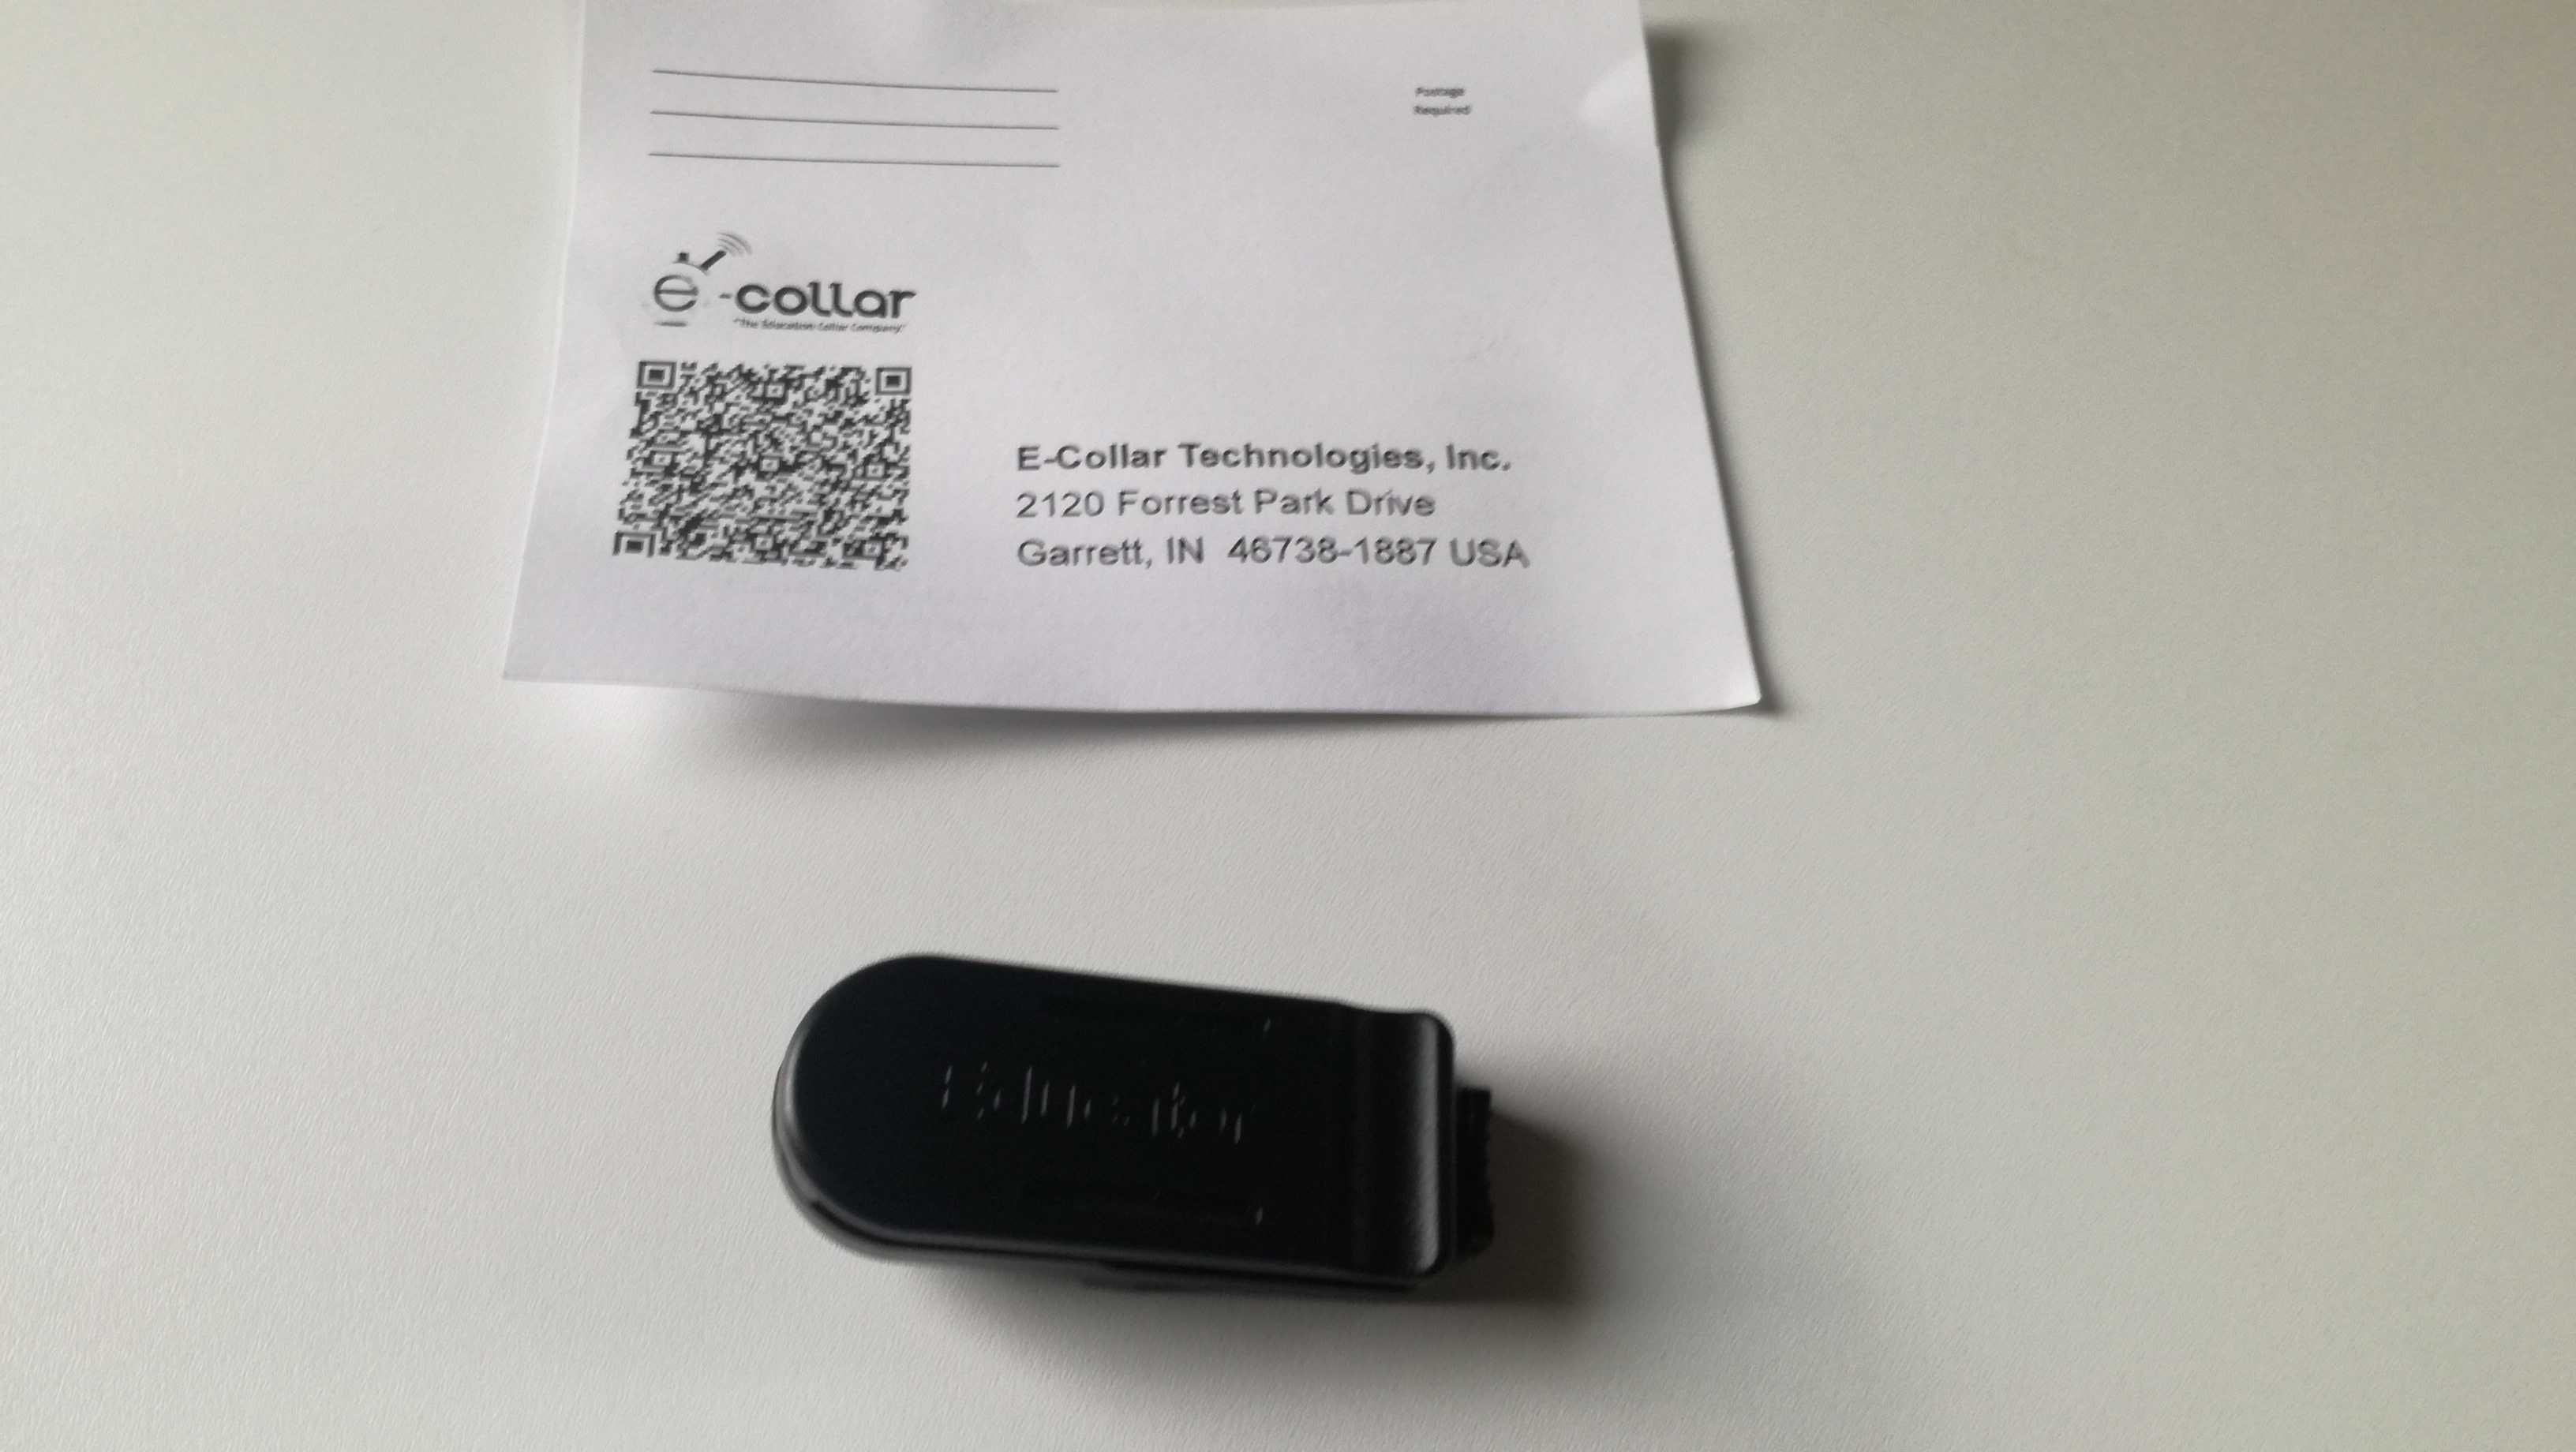 Postage
Required
e-collar
"The Education Collar Company"
E-Collar Technologies, Inc.
2120 Forrest Park Drive
Garrett, IN 46738-1887 USA
Educator